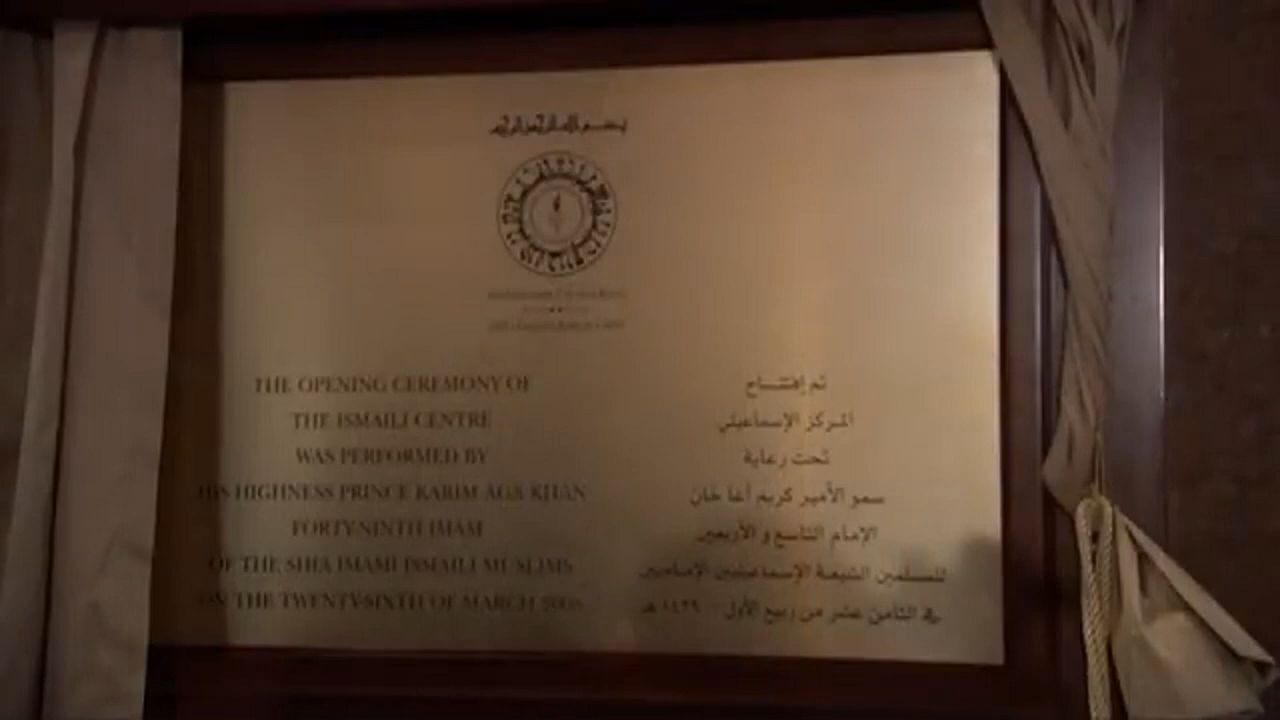 بسم الله الرحمن الرحيم
THE OPENING CEREMONY OF
THE ISMAILI CENTRE
WAS PERFORMED BY
HIS HIGHNESS PRINCE KARIM AGA KHAN
FORTY-NINTH IMAM
OF THE SHIA IMAMI ISMAILI MUSLIMS
ON THE TWENTY-SIXTH OF MARCH 2008
تم إفتتاح
المركز الإسماعيلي
تحت رعاية
سمو الأمير كريم أغا خان
الإمام التاسع و الأربعين
للمسلمين الشيعة الإسماعيليين الإماميين
في الثامن عشر من ربيع الأول - ١٤٢٩ هـ